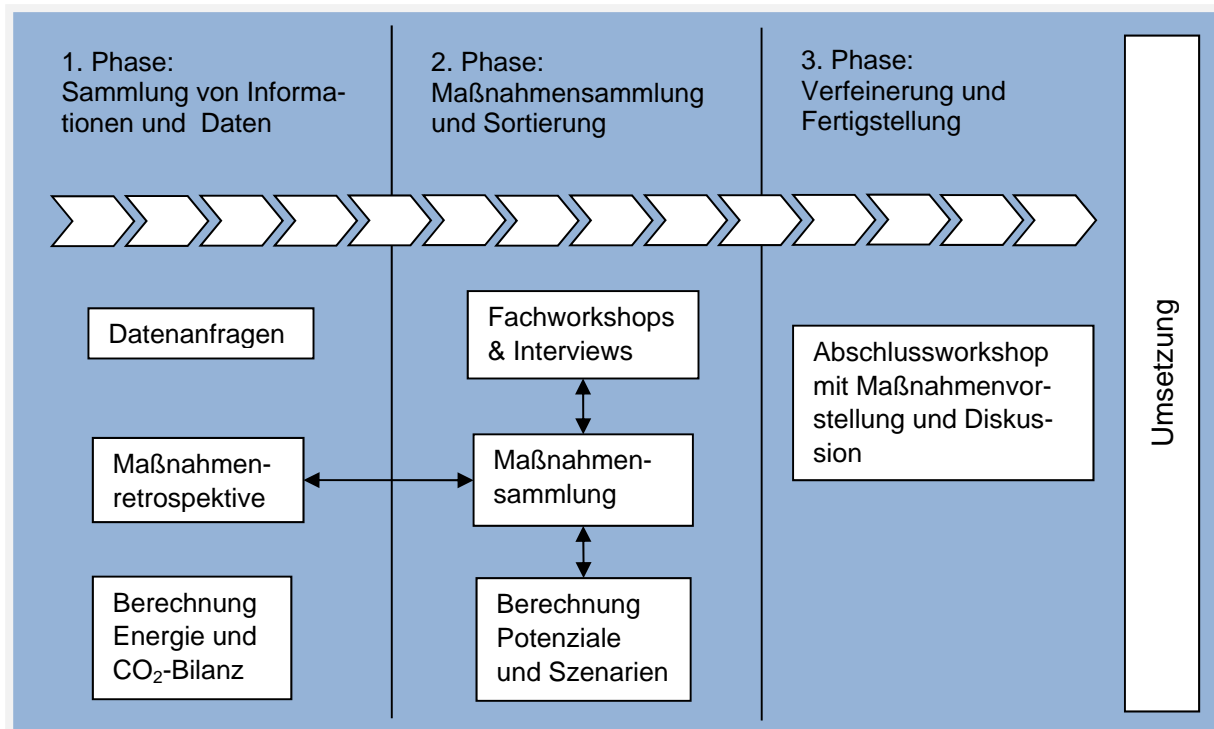 1. Phase:
Sammlung von Informa-
tionen und Daten
2. Phase:
Maßnahmensammlung
und Sortierung
3. Phase:
Verfeinerung und
Fertigstellung
Datenanfragen
Maßnahmen-
retrospektive
Berechnung
Energie und
CO₂-Bilanz
Fachworkshops
& Interviews
Maßnahmen-
sammlung
Berechnung
Potenziale
und Szenarien
Abschlussworkshop
mit Maßnahmenvor-
stellung und Diskus-
sion
Umsetzung